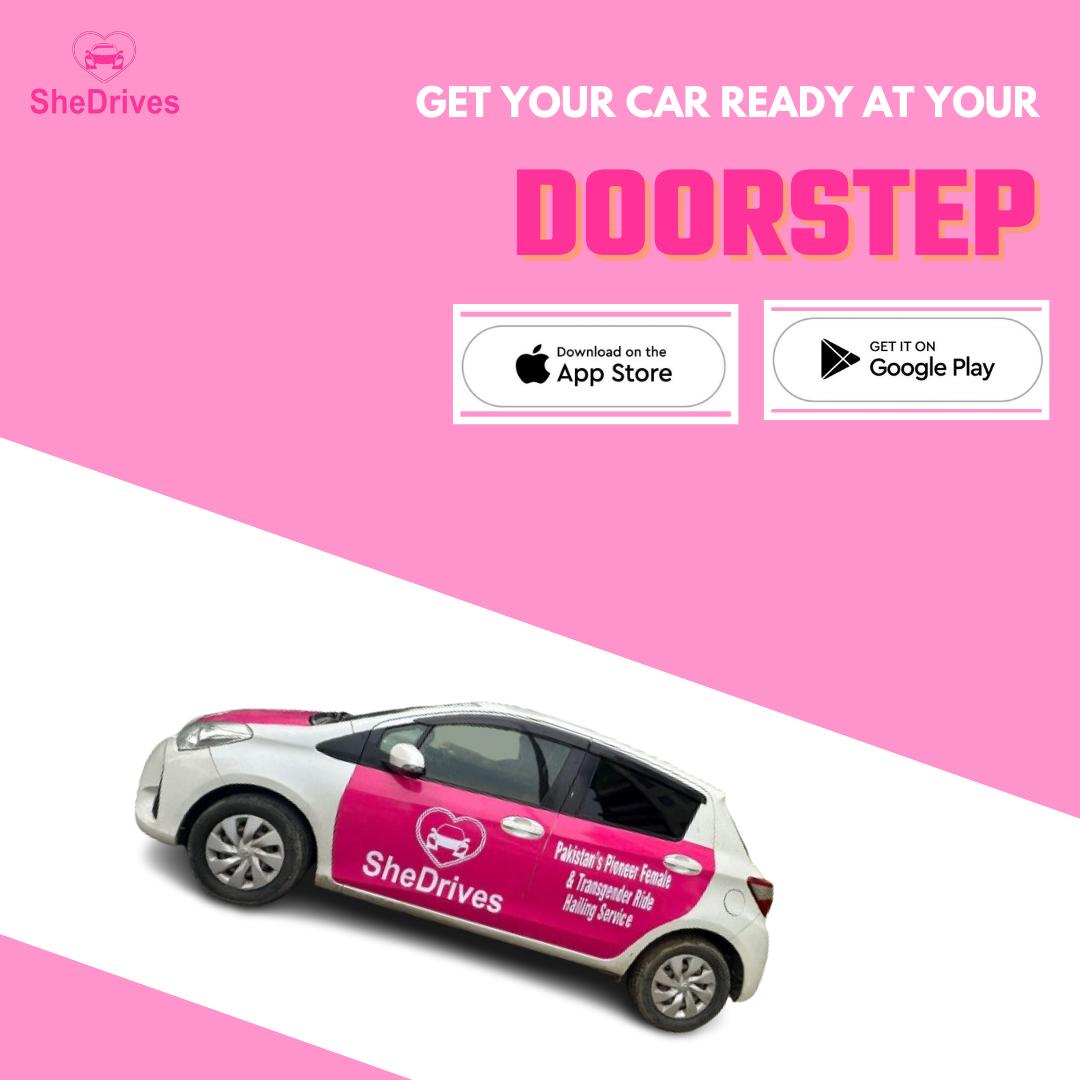 SheDrives
GET YOUR CAR READY AT YOUR
DOORSTEP
Download on the
App Store
GET IT ON
Google Play
SheDrives
Pakistan's Pioneer Female
& Transgender Ride
Hailing Service